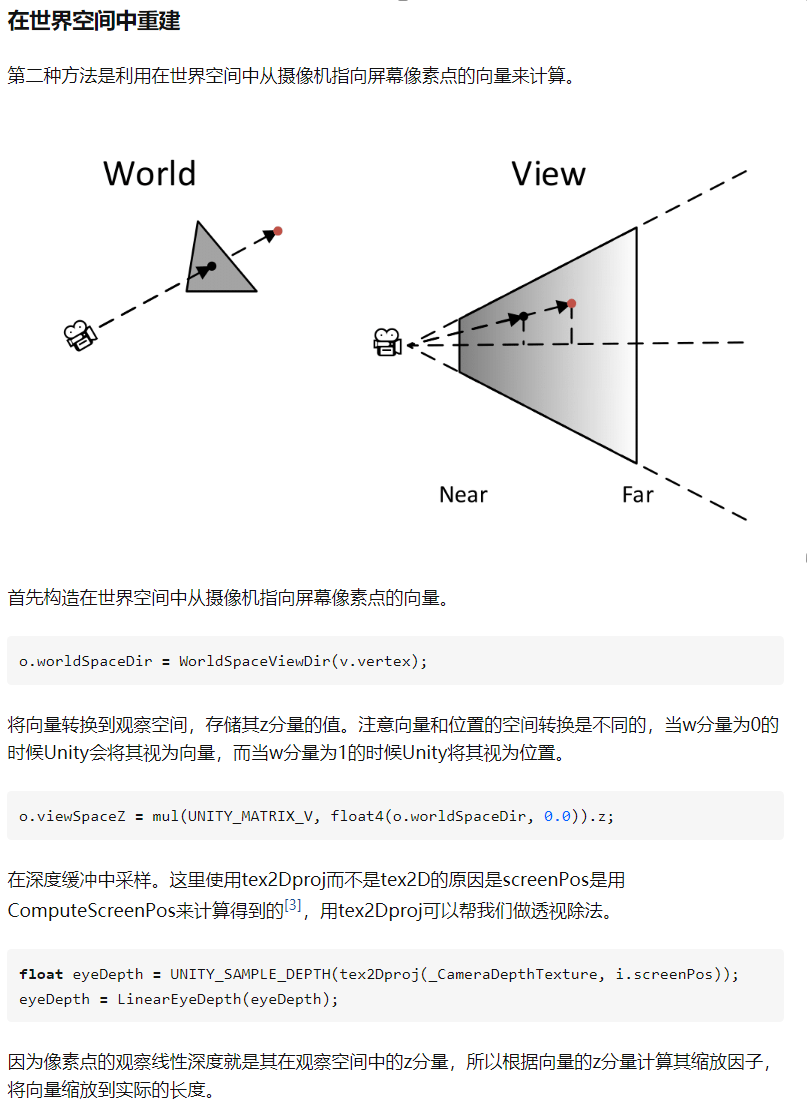 在世界空间中重建
第二种方法是利用在世界空间中从摄像机指向屏幕像素点的向量来计算。
World
View
Near
Far
首先构造在世界空间中从摄像机指向屏幕像素点的向量。
o.worldSpaceDir = WorldSpaceViewDir(v.vertex);
将向量转换到观察空间，存储其z分量的值。注意向量和位置的空间转换是不同的，当w分量为0的
时候Unity会将其视为向量，而当w分量为1的时候Unity将其视为位置。
o.viewSpaceZ = mul(UNITY_MATRIX_V, float4(o.worldSpaceDir, 0.0)).z;
在深度缓冲中采样。这里使用tex2Dproj而不是tex2D的原因是screenPos是用
ComputeScreenPos来计算得到的[3]，用tex2Dproj可以帮我们做透视除法。
float eyeDepth = UNITY_SAMPLE_DEPTH(tex2Dproj(_CameraDepthTexture, i.screenPos));
eyeDepth = LinearEyeDepth(eyeDepth);
因为像素点的观察线性深度就是其在观察空间中的z分量，所以根据向量的z分量计算其缩放因子，
将向量缩放到实际的长度。